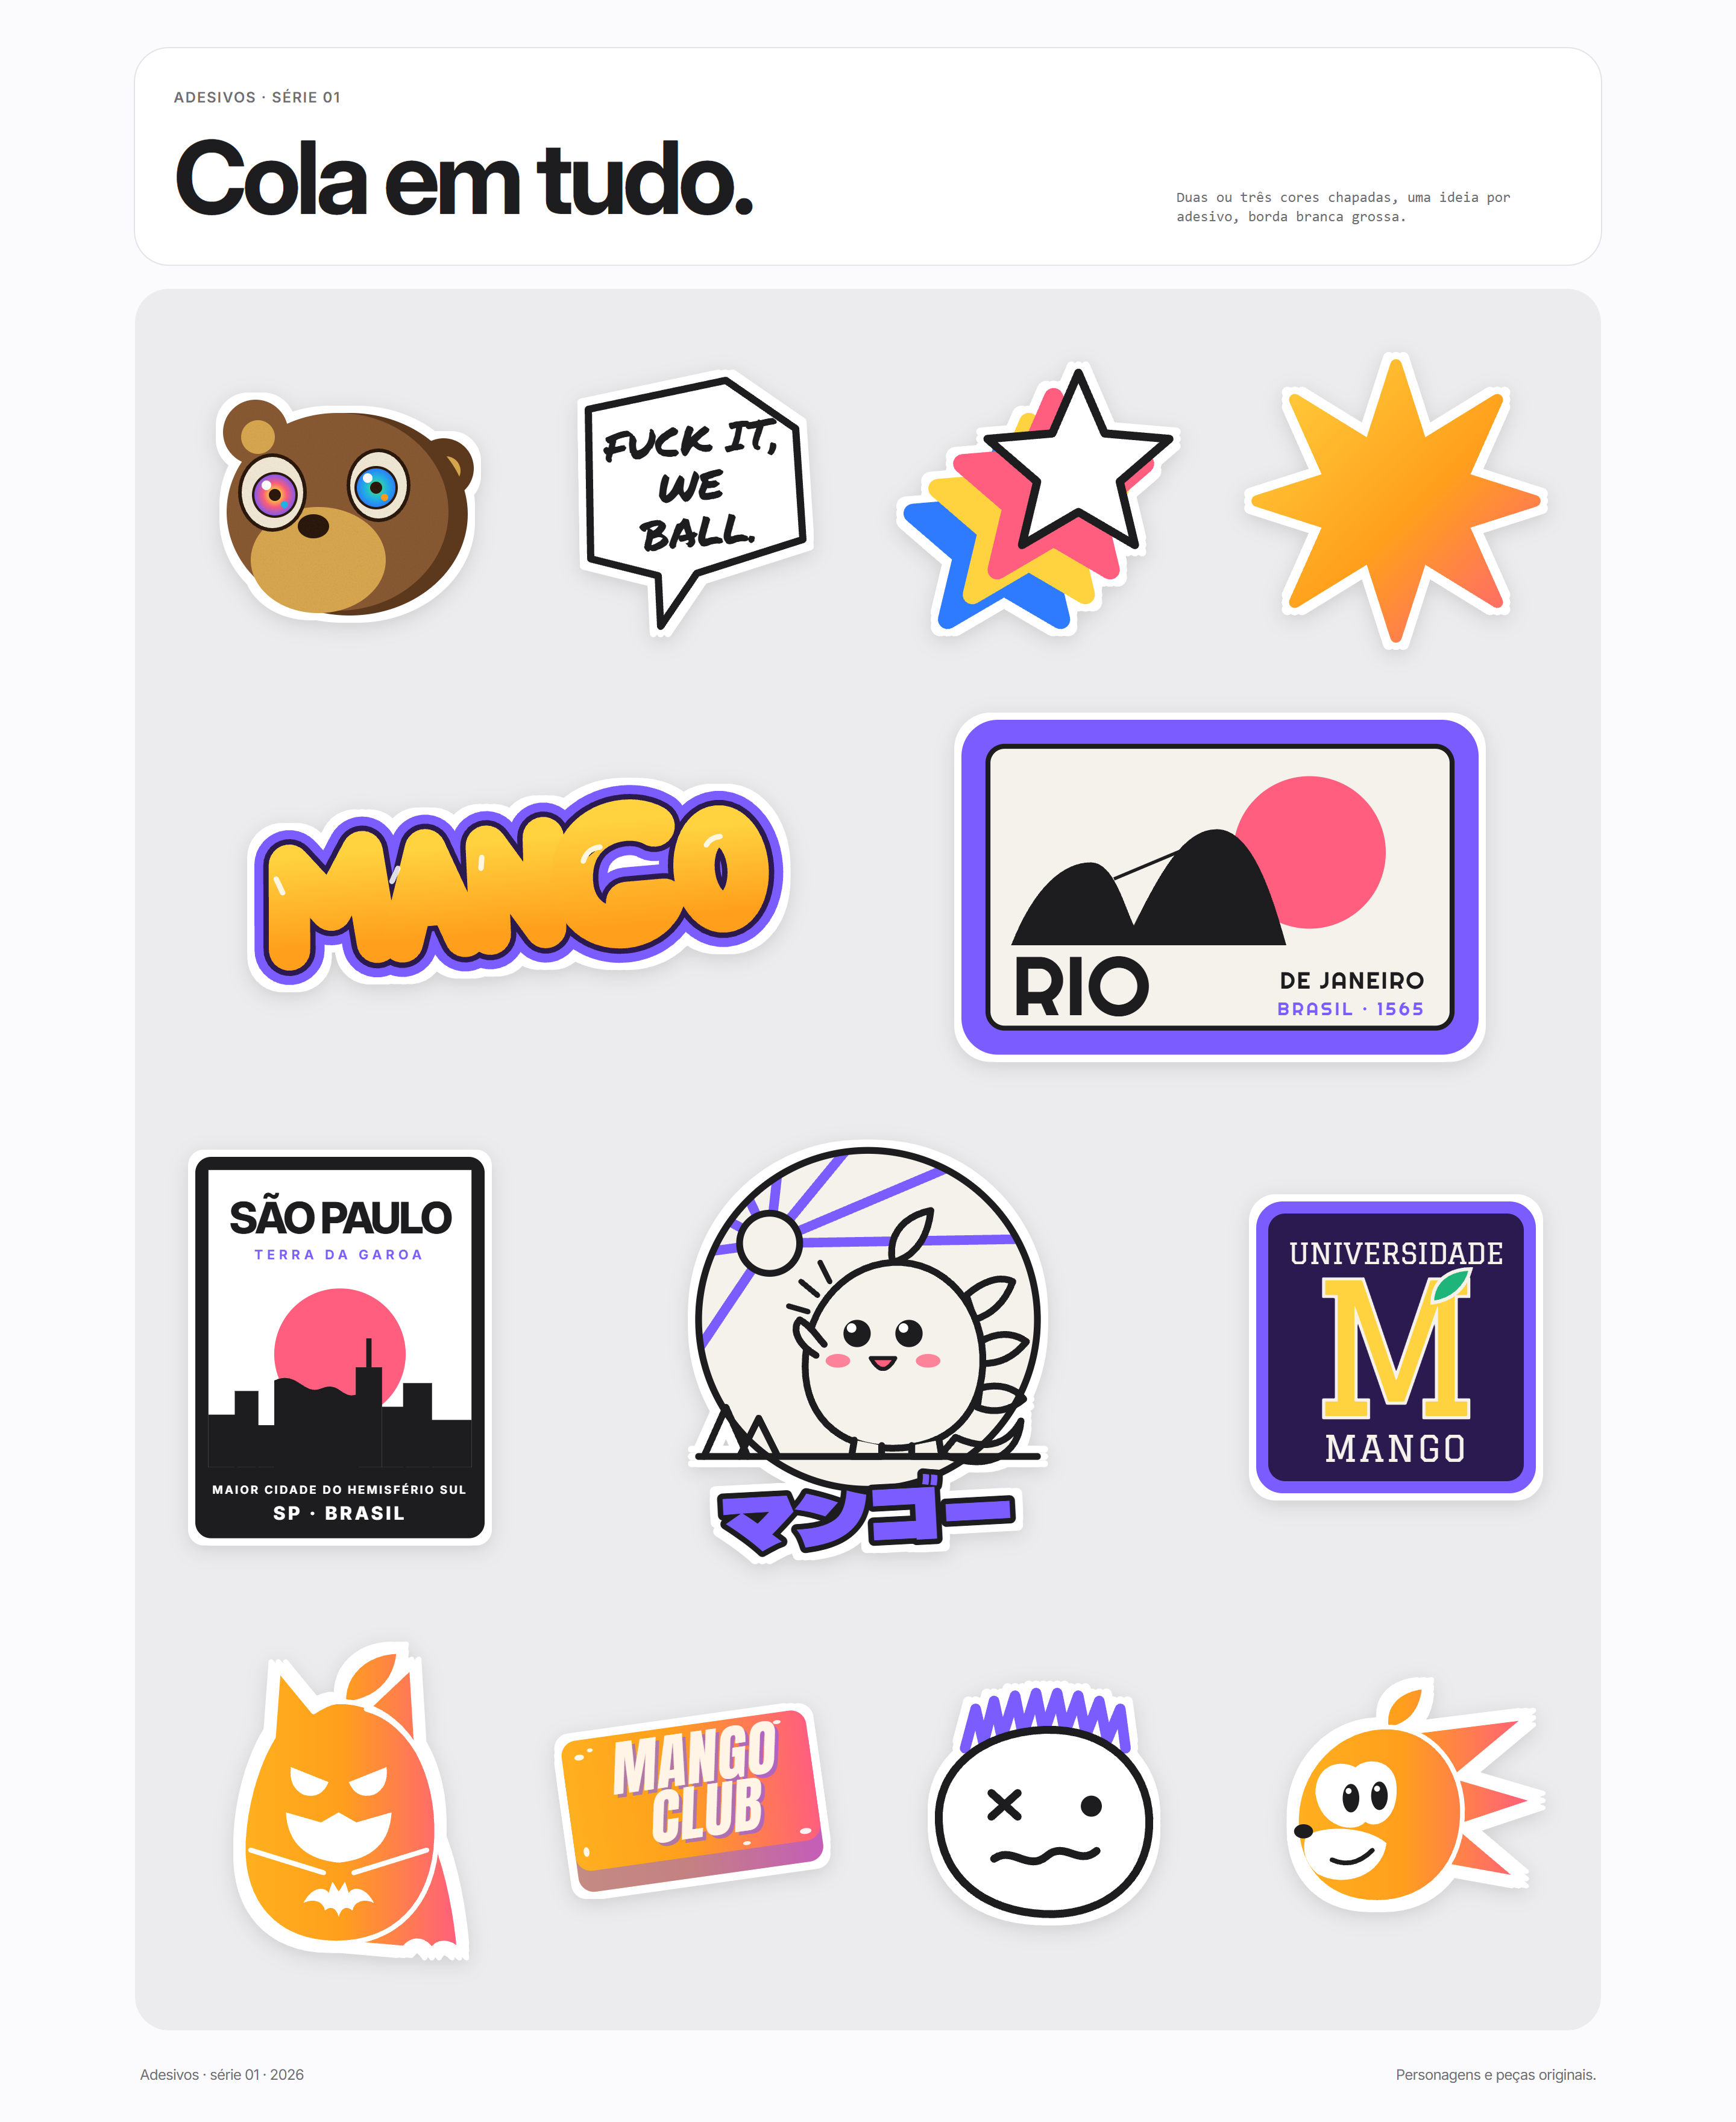 ADESIVOS · SÉRIE 01
Cola em tudo.
Duas ou três cores chapadas, uma ideia por
adesivo, borda branca grossa.
FUCK IT,
WE
BALL.
MANGO
RIO
DE JANEIRO
BRASIL · 1565
SÃO PAULO
TERRA DA GAROA
MAIOR CIDADE DO HEMISFÉRIO SUL
SP · BRASIL
マンゴー
UNIVERSIDADE
M
MANGO
MANGO
CLUB
Adesivos · série 01 · 2026
Personagens e peças originais.